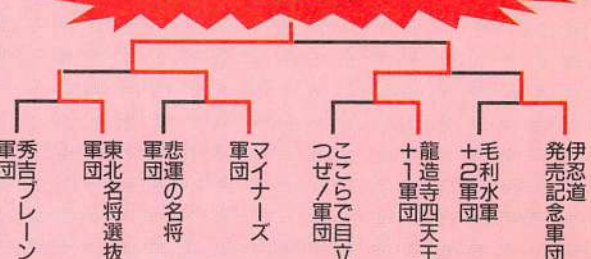 秀吉ブレーン
軍団
東北名将選抜
軍団
悲運の名将
軍団
マイナーズ
軍団
ここらで目立
つぜ!軍団
龍造寺四天王
+1軍団
毛利水軍
+2軍団
伊忍道
発売記念軍団